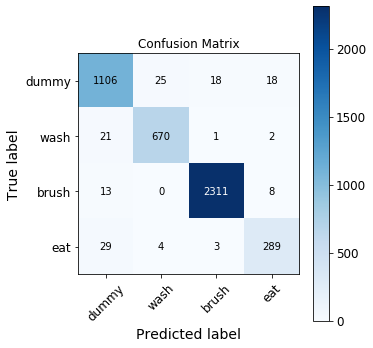 Confusion Matrix
True label
dummy 1106 25 18 18
wash 21 670 1 2
brush 13 0 2311 8
eat 29 4 3 289
dummy wash brush eat
Predicted label
2000
1500
1000
500
0